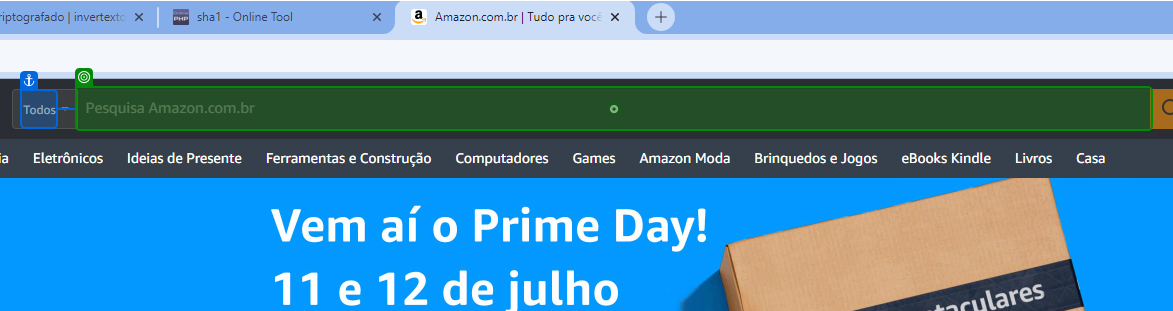 riptografado | invertexto
sha1 - Online Tool
Amazon.com.br | Tudo pra você
Todos
Pesquisa Amazon.com.br
ia Eletrônicos Ideias de Presente Ferramentas e Construção Computadores Games Amazon Moda Brinquedos e Jogos eBooks Kindle Livros Casa
Vem aí o Prime Day!
11 e 12 de julho
taculares